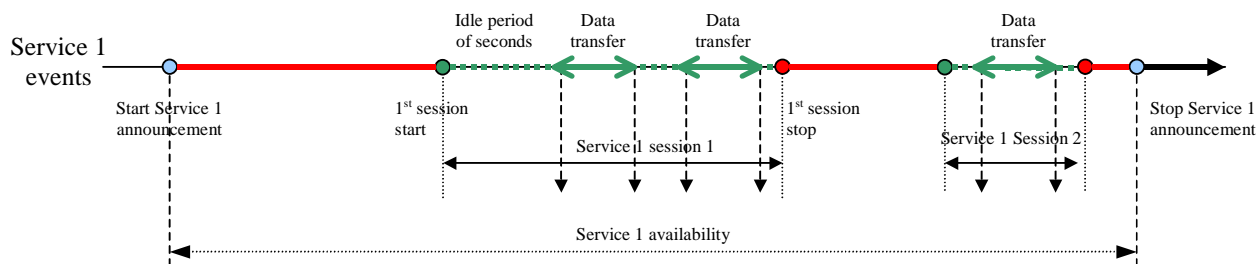 Idle period
of seconds
Data
transfer
Data
transfer
Data
transfer
Service 1
events
Start Service 1
announcement
1st session
start
1st session
stop
Stop Service 1
announcement
Service 1 session 1
Service 1 Session 2
Service 1 availability